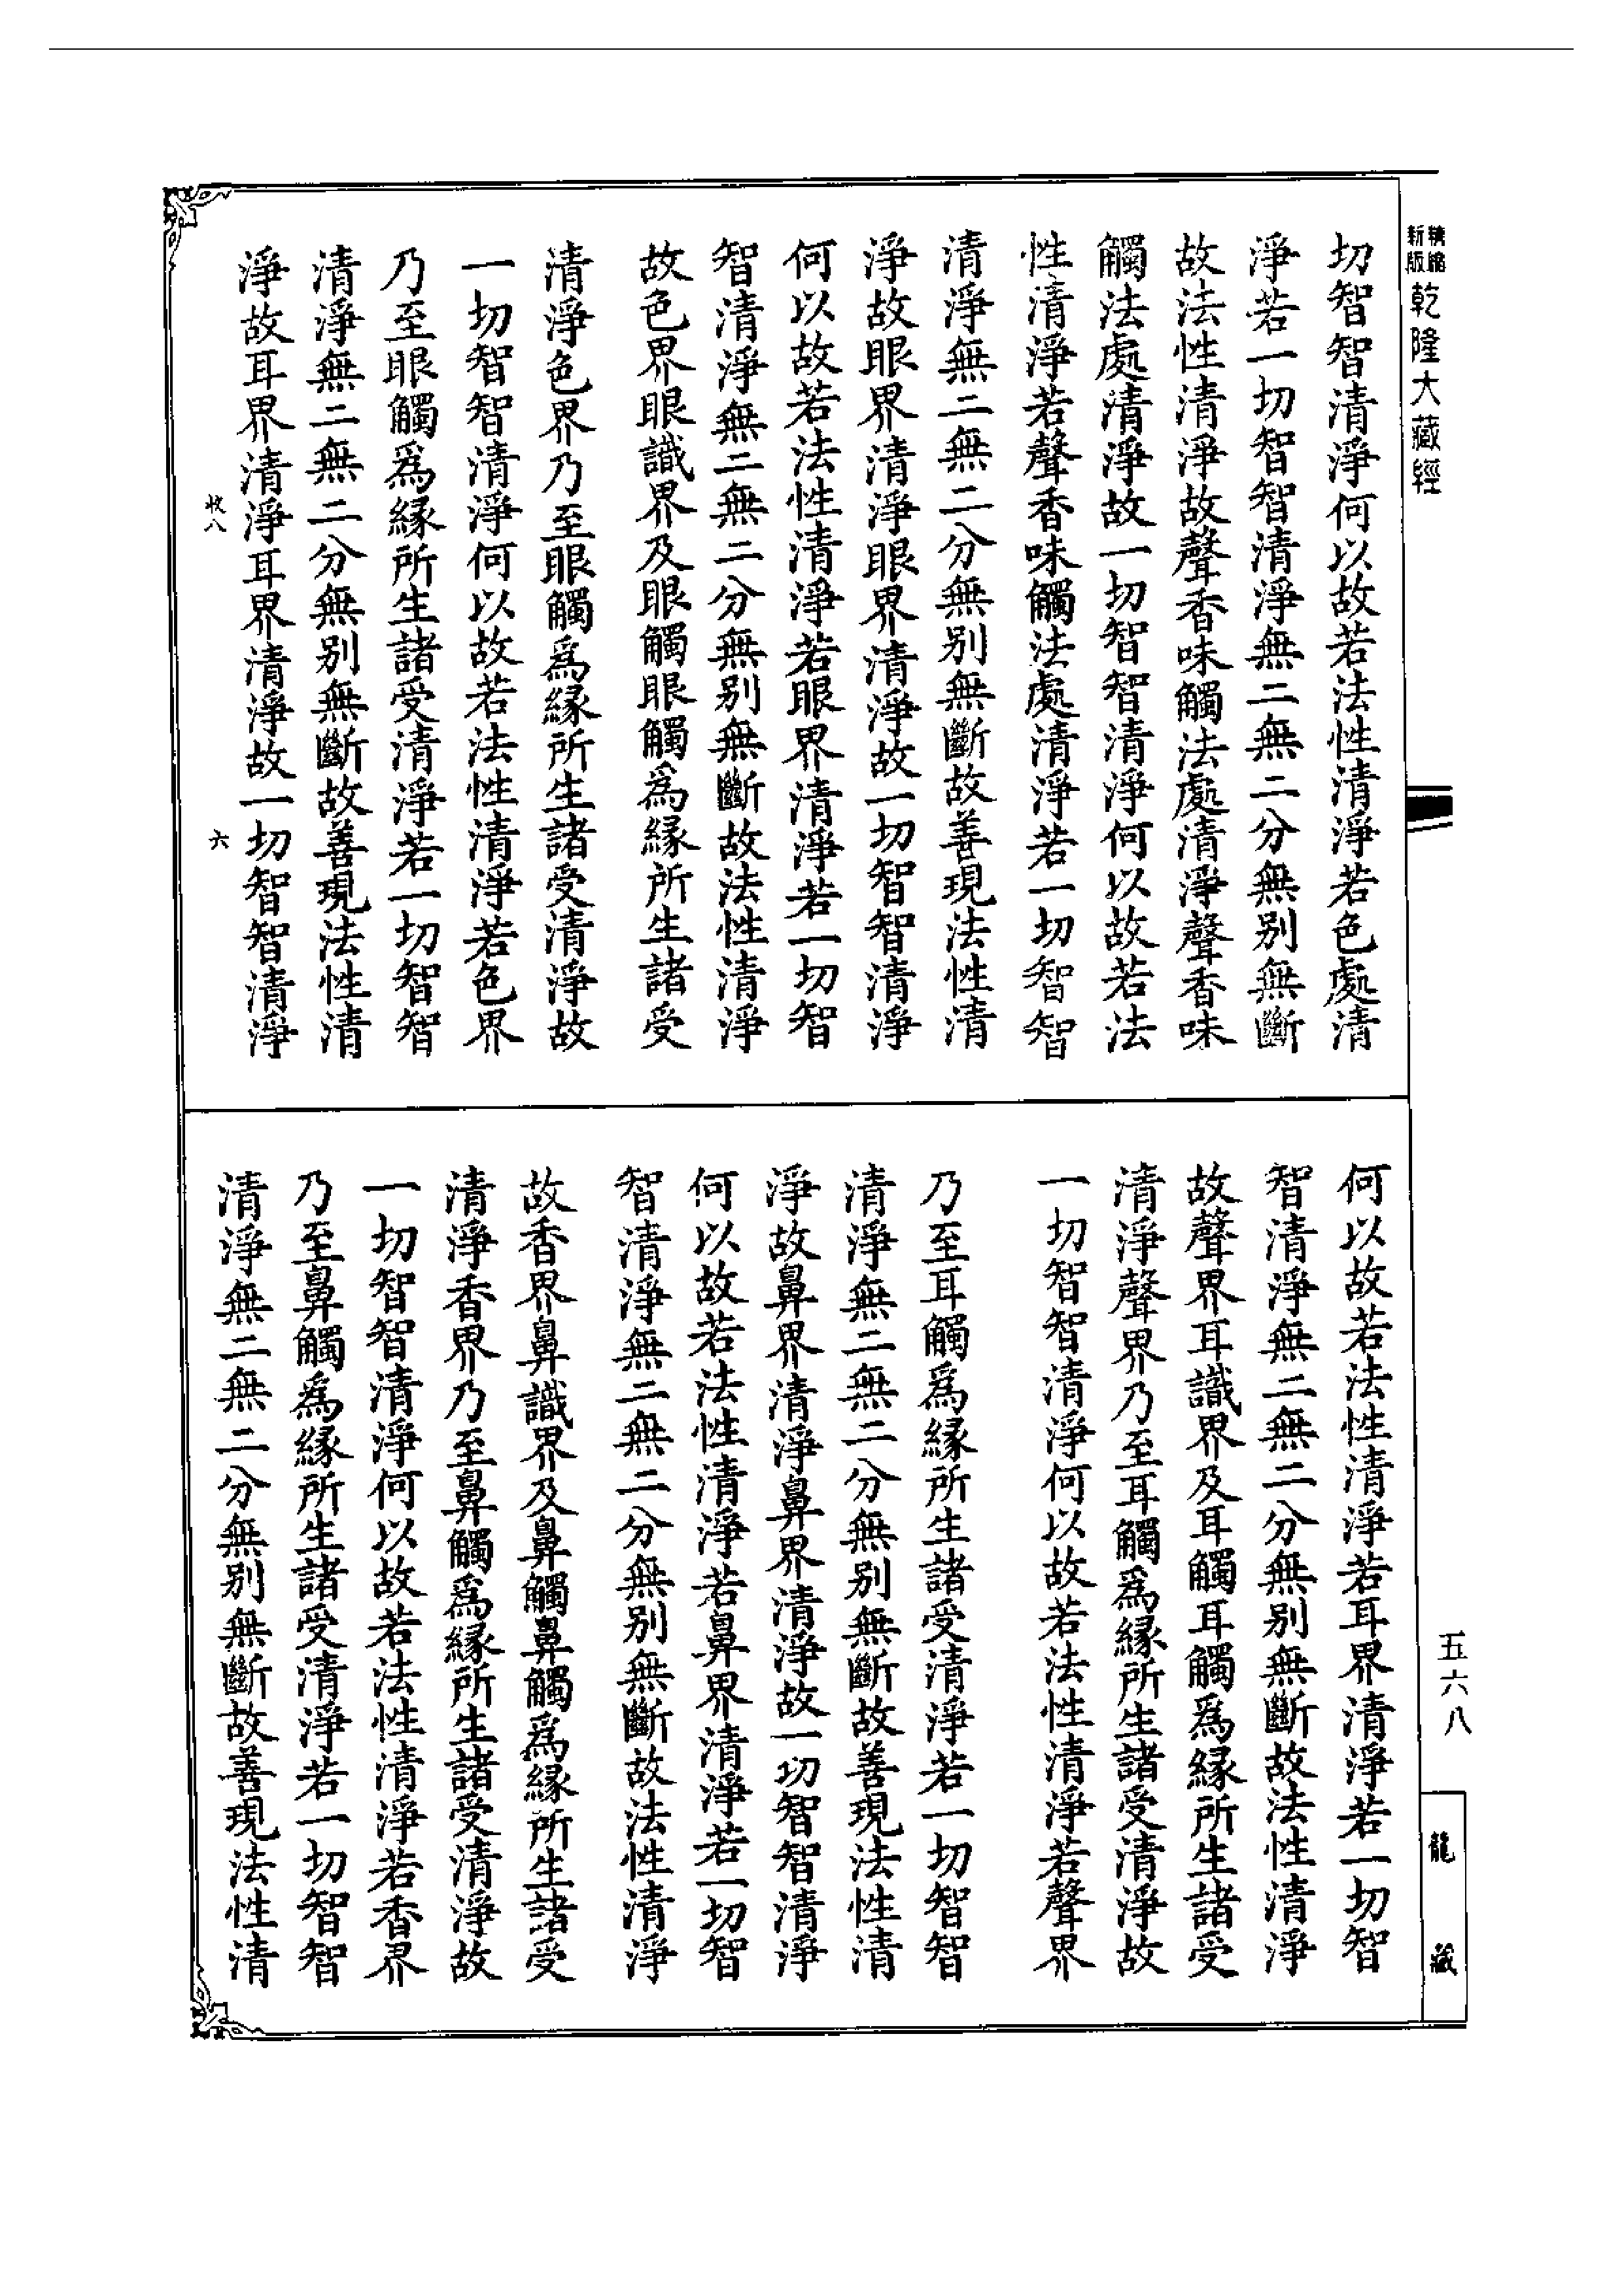 精縮
新版
乾隆大藏經
切智智清淨何以故若法性清淨若色處清
淨若一切智智清淨無二無二分無別無斷
故法性清淨故聲香味觸法處清淨聲香味
觸法處清淨故一切智智清淨何以故若法
性清淨若聲香味觸法處清淨若一切智智
清淨無二無二分無別無斷故善現法性清
淨故眼界清淨眼界清淨故一切智智清淨
何以故若法性清淨若眼界清淨若一切智
智清淨無二無二分無別無斷故法性清淨
故色界眼識界及眼觸眼觸為緣所生諸受
清淨色界乃至眼觸為緣所生諸受清淨故
一切智智清淨何以故若法性清淨若色界
乃至眼觸為緣所生諸受清淨若一切智智
清淨無二無二分無別無斷故善現法性清
淨故耳界清淨耳界清淨故一切智智清淨
收八
六
何以故若法性清淨若耳界清淨若一切智
智清淨無二無二分無別無斷故法性清淨
故聲界耳識界及耳觸耳觸為緣所生諸受
清淨聲界乃至耳觸為緣所生諸受清淨故
一切智智清淨何以故若法性清淨若聲界
乃至耳觸為緣所生諸受清淨若一切智智
清淨無二無二分無別無斷故善現法性清
淨故鼻界清淨鼻界清淨故一切智智清淨
何以故若法性清淨若鼻界清淨若一切智
智清淨無二無二分無別無斷故法性清淨
故香界鼻識界及鼻觸鼻觸為緣所生諸受
清淨香界乃至鼻觸為緣所生諸受清淨故
一切智智清淨何以故若法性清淨若香界
乃至鼻觸為緣所生諸受清淨若一切智智
清淨無二無二分無別無斷故善現法性清
五六八
龍藏